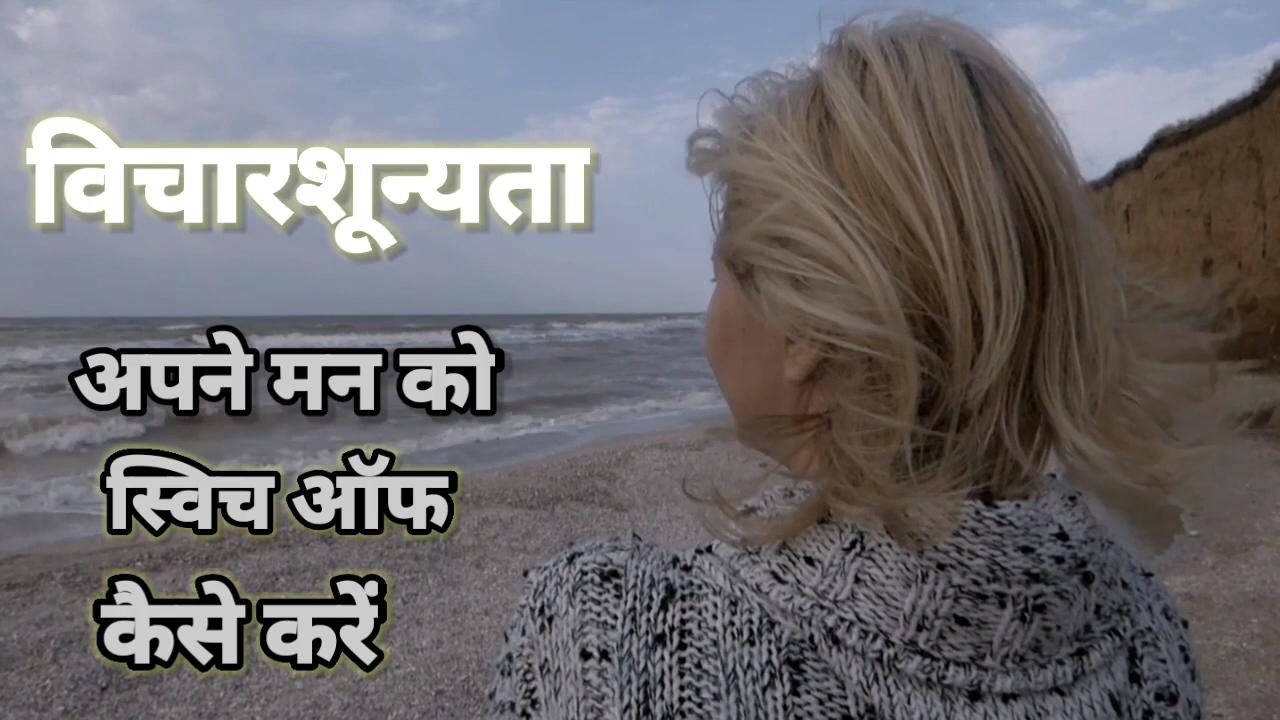 विचारशून्यता
अपने मन को
स्विच ऑफ
कैसे करें